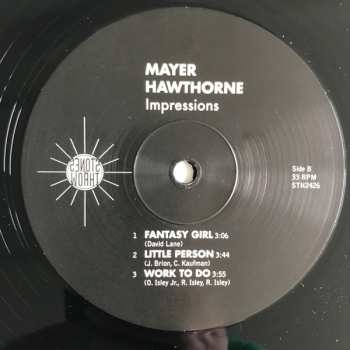 MAYER
HAWTHORNE
Impressions
STONES
THROW
Side B
33 RPM
STH2426
1 FANTASY GIRL 3:06
(David Lane)
2 LITTLE PERSON 3:44
(J. Brion, C. Kaufman)
3 WORK TO DO 3:55
(O. Isley Jr., R. Isley, R. Isley)